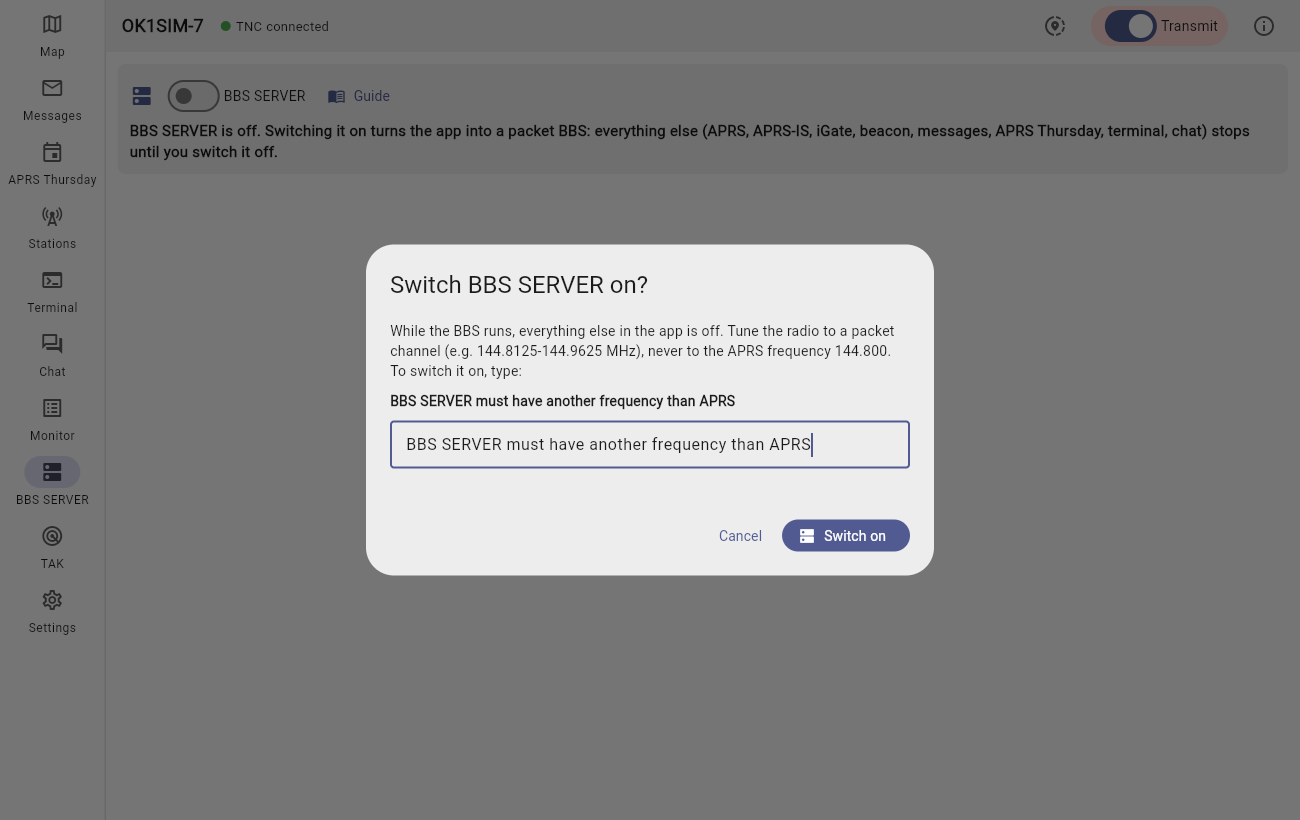 OK1SIM-7
TNC connected
Transmit
Map
Messages
APRS Thursday
Stations
Terminal
Chat
Monitor
BBS SERVER
TAK
Settings
BBS SERVER
Guide
BBS SERVER is off. Switching it on turns the app into a packet BBS: everything else (APRS, APRS-IS, iGate, beacon, messages, APRS Thursday, terminal, chat) stops
until you switch it off.
Switch BBS SERVER on?
While the BBS runs, everything else in the app is off. Tune the radio to a packet
channel (e.g. 144.8125-144.9625 MHz), never to the APRS frequency 144.800.
To switch it on, type:
BBS SERVER must have another frequency than APRS
BBS SERVER must have another frequency than APRS
Cancel
Switch on